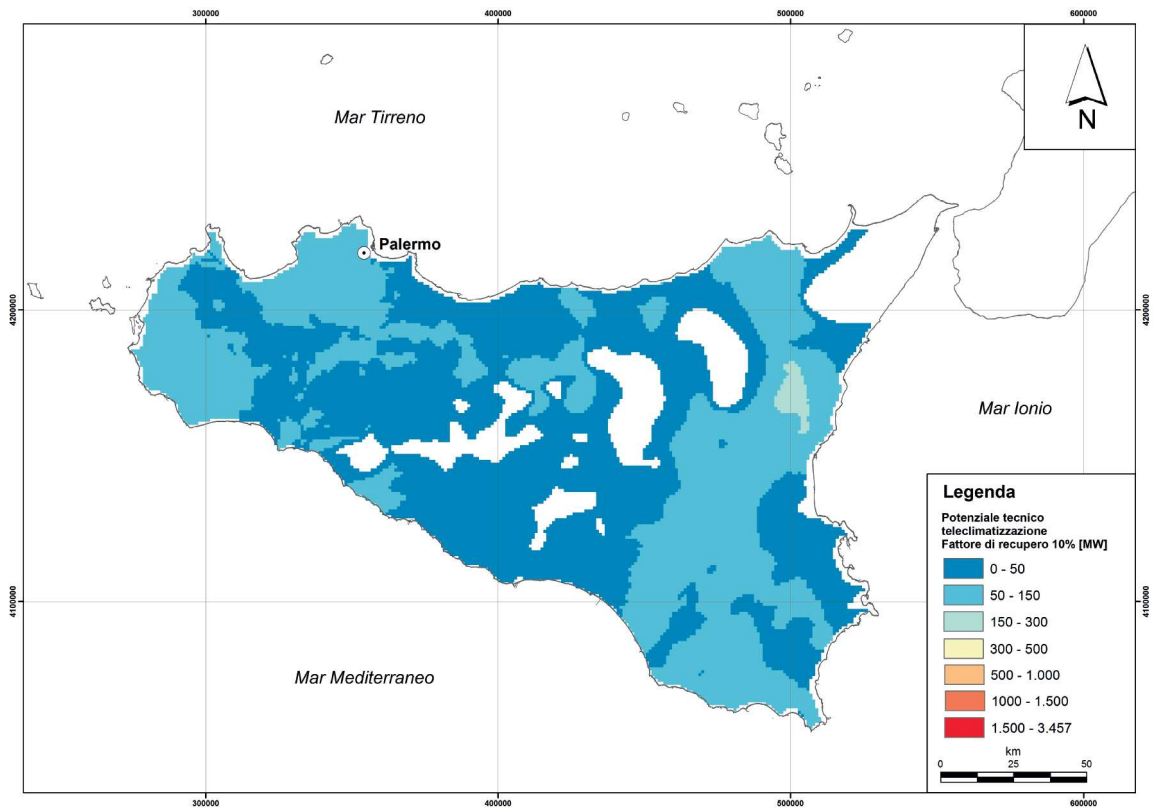 300000
400000
500000
600000
N
Mar Tirreno
Palermo
4200000
4200000
Mar Ionio
Legenda
Potenziale tecnico
teleclimatizzazione
Fattore di recupero 10% [MW]
0 - 50
50 - 150
150 - 300
300 - 500
500 - 1.000
1000 - 1.500
1.500 - 3.457
km
0 25 50
4100000
4100000
Mar Mediterraneo
300000
400000
500000
600000